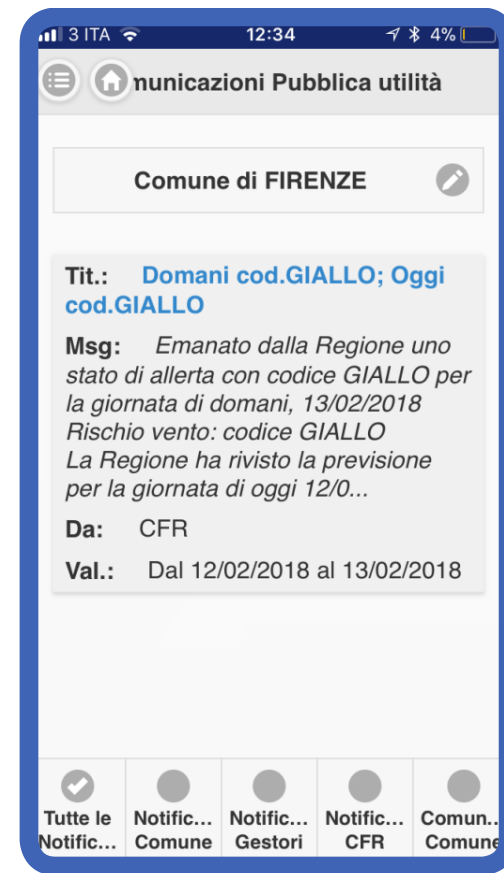 3 ITA 12:34 4%
municazioni Pubblica utilità
Comune di FIRENZE
Tit.: Domani cod.GIALLO; Oggi
cod.GIALLO
Msg: Emanato dalla Regione uno
stato di allerta con codice GIALLO per
la giornata di domani, 13/02/2018
Rischio vento: codice GIALLO
La Regione ha rivisto la previsione
per la giornata di oggi 12/0...
Da: CFR
Val.: Dal 12/02/2018 al 13/02/2018
Tutte le Notific... Notific... Notific... Comun...
Notific... Comune Gestori CFR Comune